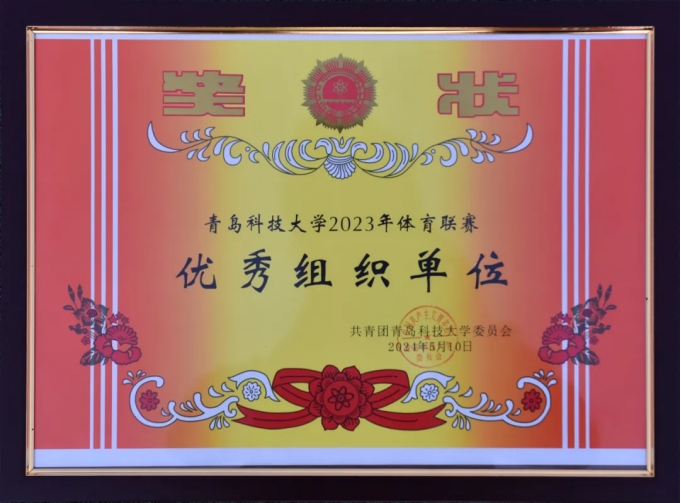 奖 状
青岛科技大学2023年体育联赛
优秀组织单位
共青团青岛科技大学委员会
2024年5月10日